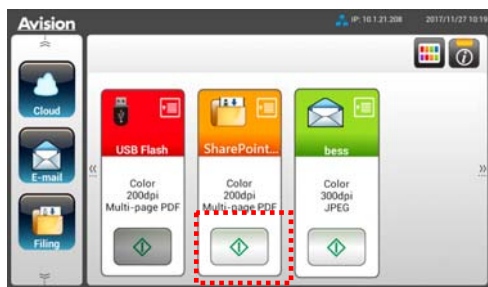 Avision
IP: 10.1.21.208 2017/11/27 10:19
Cloud
E-mail
Filing
USB Flash
Color
200dpi
Multi-page PDF
SharePoint...
Color
200dpi
Multi-page PDF
bess
Color
300dpi
JPEG